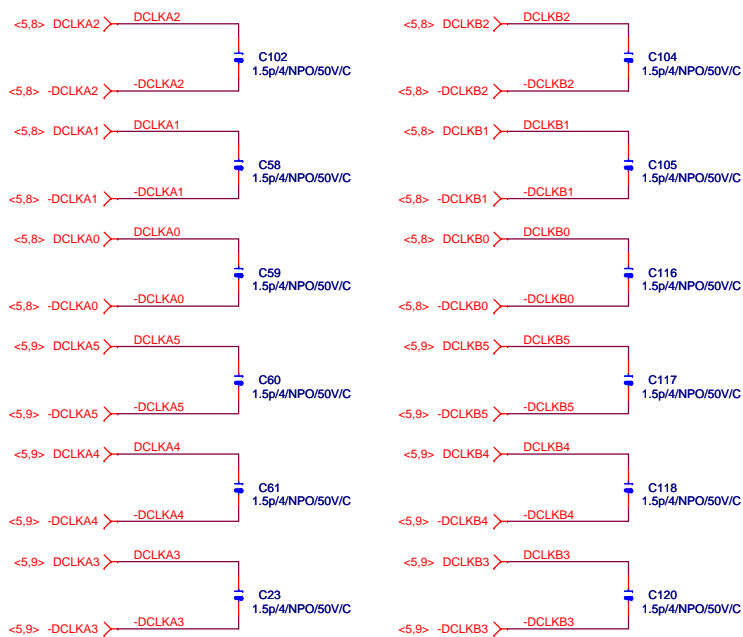 <5,8> DCLKA2 DCLKA2
C102
1.5p/4/NPO/50V/C
<5,8> -DCLKA2 -DCLKA2
<5,8> DCLKA1 DCLKA1
C58
1.5p/4/NPO/50V/C
<5,8> -DCLKA1 -DCLKA1
<5,8> DCLKA0 DCLKA0
C59
1.5p/4/NPO/50V/C
<5,8> -DCLKA0 -DCLKA0
<5,9> DCLKA5 DCLKA5
C60
1.5p/4/NPO/50V/C
<5,9> -DCLKA5 -DCLKA5
<5,9> DCLKA4 DCLKA4
C61
1.5p/4/NPO/50V/C
<5,9> -DCLKA4 -DCLKA4
<5,9> DCLKA3 DCLKA3
C23
1.5p/4/NPO/50V/C
<5,9> -DCLKA3 -DCLKA3
<5,8> DCLKB2 DCLKB2
C104
1.5p/4/NPO/50V/C
<5,8> -DCLKB2 -DCLKB2
<5,8> DCLKB1 DCLKB1
C105
1.5p/4/NPO/50V/C
<5,8> -DCLKB1 -DCLKB1
<5,8> DCLKB0 DCLKB0
C116
1.5p/4/NPO/50V/C
<5,8> -DCLKB0 -DCLKB0
<5,9> DCLKB5 DCLKB5
C117
1.5p/4/NPO/50V/C
<5,9> -DCLKB5 -DCLKB5
<5,9> DCLKB4 DCLKB4
C118
1.5p/4/NPO/50V/C
<5,9> -DCLKB4 -DCLKB4
<5,9> DCLKB3 DCLKB3
C120
1.5p/4/NPO/50V/C
<5,9> -DCLKB3 -DCLKB3